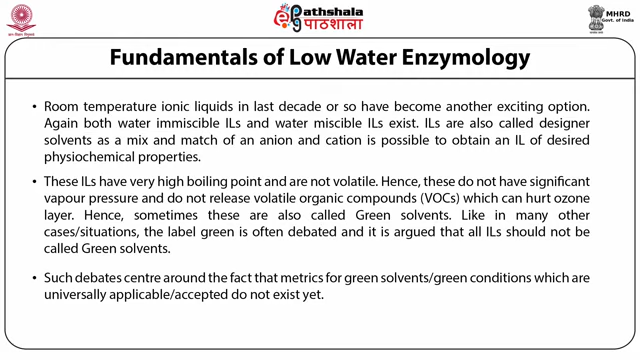 Pathshala
पाठशाला
MHRD
Govt. of India
Fundamentals of Low Water Enzymology
• Room temperature ionic liquids in last decade or so have become another exciting option.
Again both water immiscible ILs and water miscible ILs exist. ILs are also called designer
solvents as a mix and match of an anion and cation is possible to obtain an IL of desired
physiochemical properties.
• These ILs have very high boiling point and are not volatile. Hence, these do not have significant
vapour pressure and do not release volatile organic compounds (VOCs) which can hurt ozone
layer. Hence, sometimes these are also called Green solvents. Like in many other
cases/situations, the label green is often debated and it is argued that all ILs should not be
called Green solvents.
• Such debates centre around the fact that metrics for green solvents/green conditions which are
universally applicable/accepted do not exist yet.